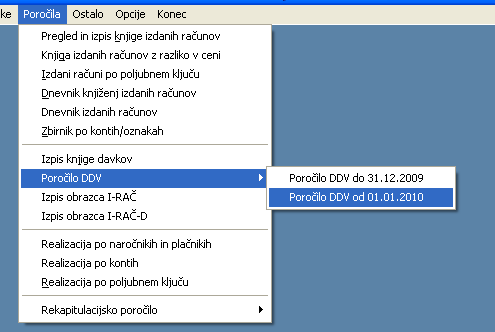 ke Poročila Ostalo Opcije Konec
Pregled in izpis knjige izdanih računov
Knjiga izdanih računov z razliko v ceni
Izdani računi po poljubnem ključu
Dnevnik knjiženj izdanih računov
Dnevnik izdanih računov
Zbirnik po kontih/oznakah
Izpis knjige davkov
Poročilo DDV
Poročilo DDV do 31.12.2009
Poročilo DDV od 01.01.2010
Izpis obrazca I-RAČ
Izpis obrazca I-RAČ-D
Realizacija po naročnikih in plačnikih
Realizacija po kontih
Realizacija po poljubnem ključu
Rekapitulacijsko poročilo